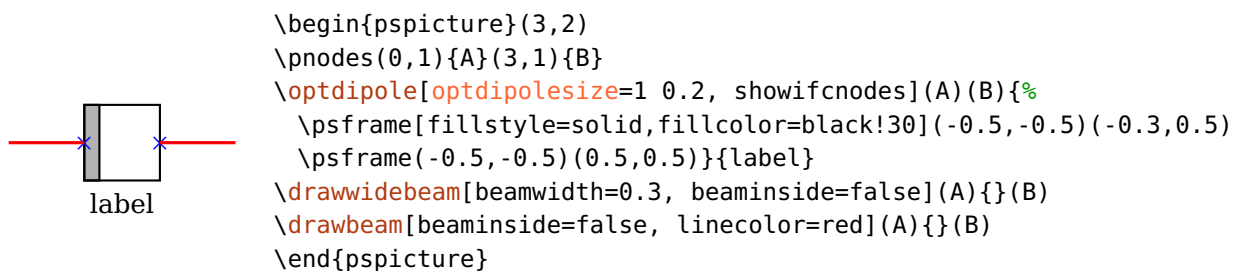 \begin{pspicture}(3,2)
\pnodes(0,1){A}(3,1){B}
\optdipole[optdipolesize=1 0.2, showifcnodes](A)(B){%
 \psframe[fillstyle=solid,fillcolor=black!30](-0.5,-0.5)(-0.3,0.5)
 \psframe(-0.5,-0.5)(0.5,0.5)}{label}
\drawwidebeam[beamwidth=0.3, beaminside=false](A){}(B)
\drawbeam[beaminside=false, linecolor=red](A){}(B)
\end{pspicture}
label